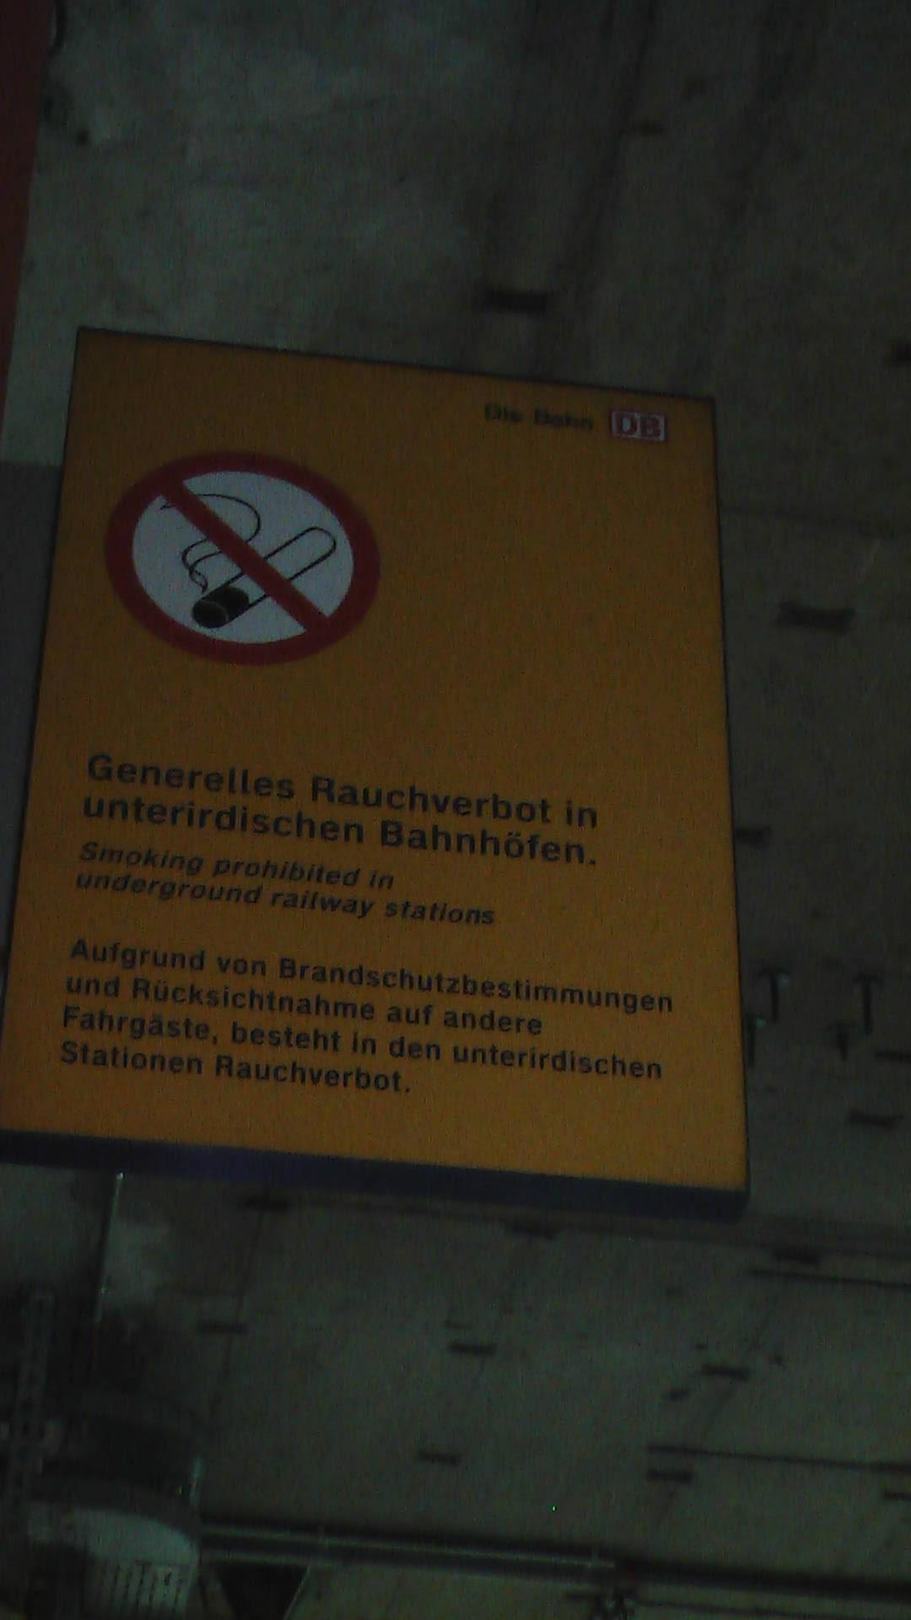 Die Bahn DB
Generelles Rauchverbot in
unterirdischen Bahnhöfen.
Smoking prohibited in
underground railway stations
Aufgrund von Brandschutzbestimmungen
und Rücksichtnahme auf andere
Fahrgäste, besteht in den unterirdischen
Stationen Rauchverbot.